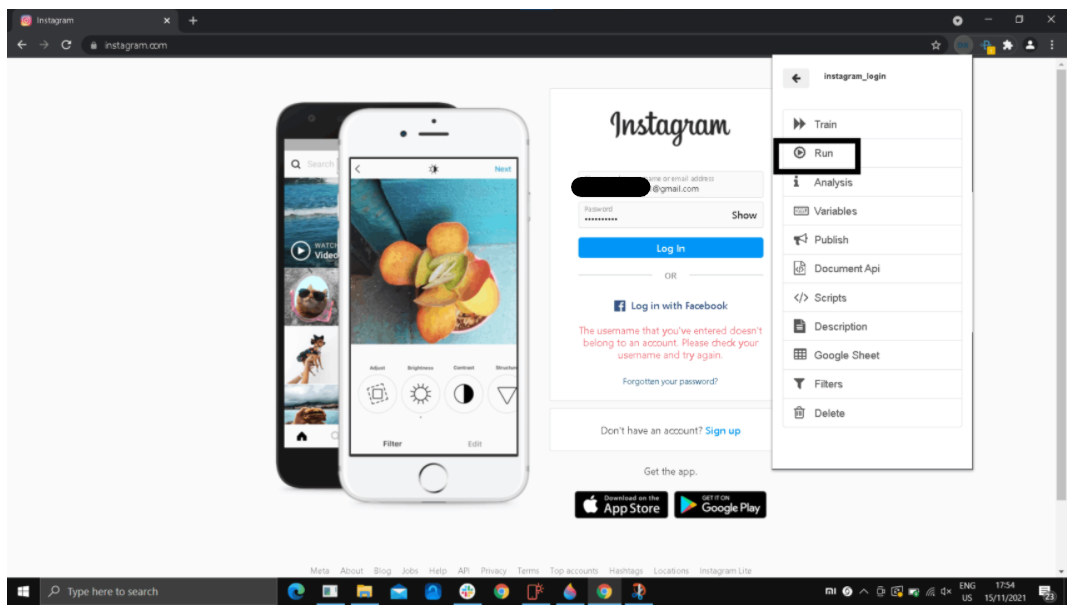 Instagram
instagram.com
instagram_login
Train
Run
Analysis
Variables
Publish
Document Api
Scripts
Description
Google Sheet
Filters
Delete
Search
Next
WATCH
Video
Adjust Brightness Contrast Structure
Filter Edit
Instagram
name or email address
@gmail.com
Password
Show
Log In
OR
Log in with Facebook
The username that you've entered doesn't
belong to an account. Please check your
username and try again.
Forgotten your password?
Don't have an account? Sign up
Get the app.
Download on the
App Store
GET IT ON
Google Play
Meta About Blog Jobs Help API Privacy Terms Top accounts Hashtags Locations Instagram Lite
Type here to search
ENG
US
17:54
15/11/2021
23